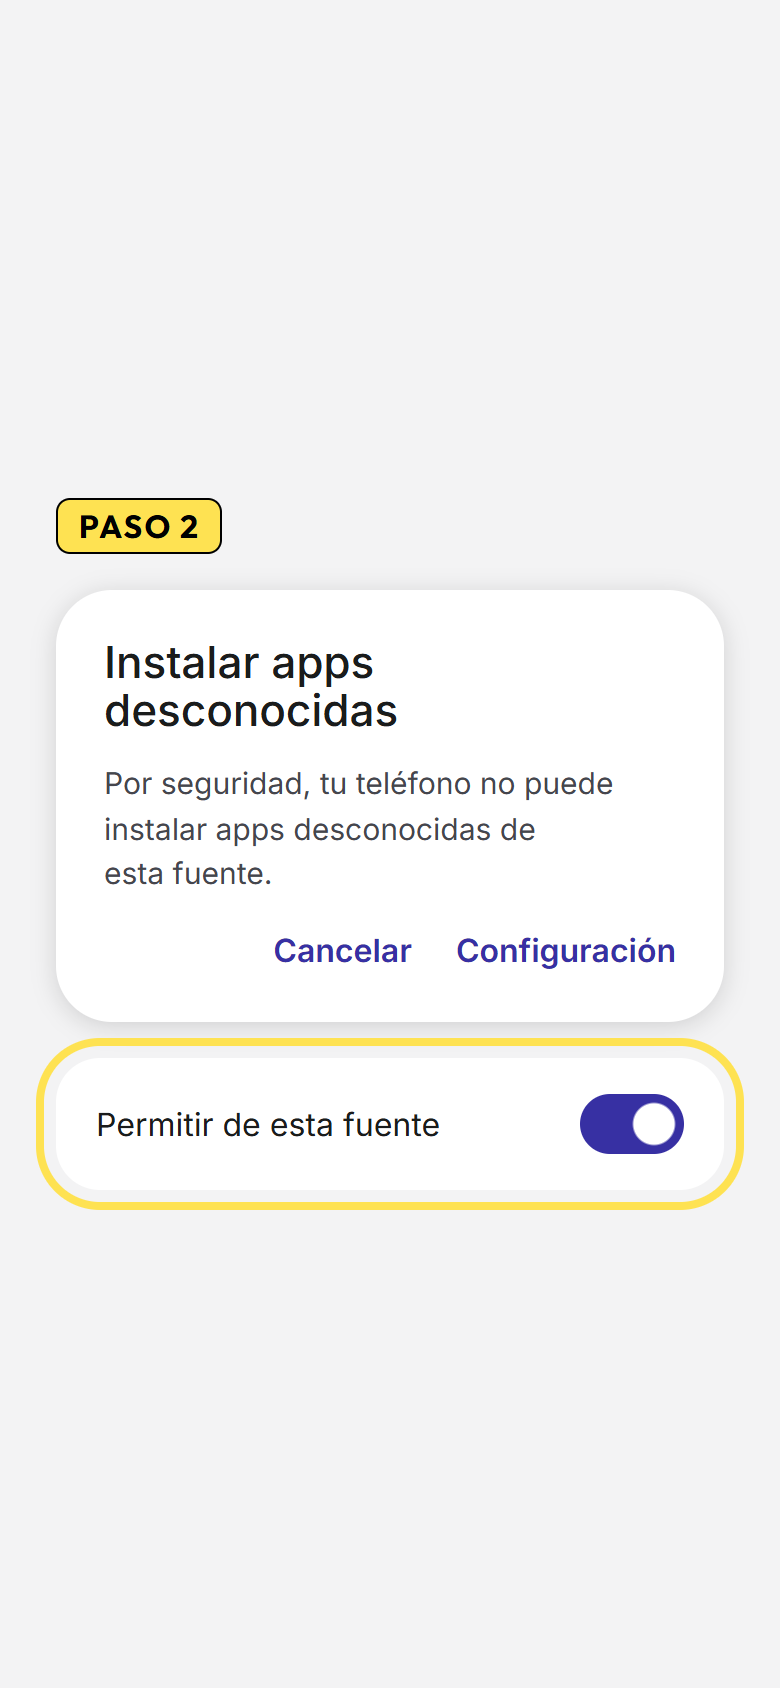 PASO 2
Instalar apps
desconocidas
Por seguridad, tu teléfono no puede
instalar apps desconocidas de
esta fuente.
Cancelar Configuración
Permitir de esta fuente